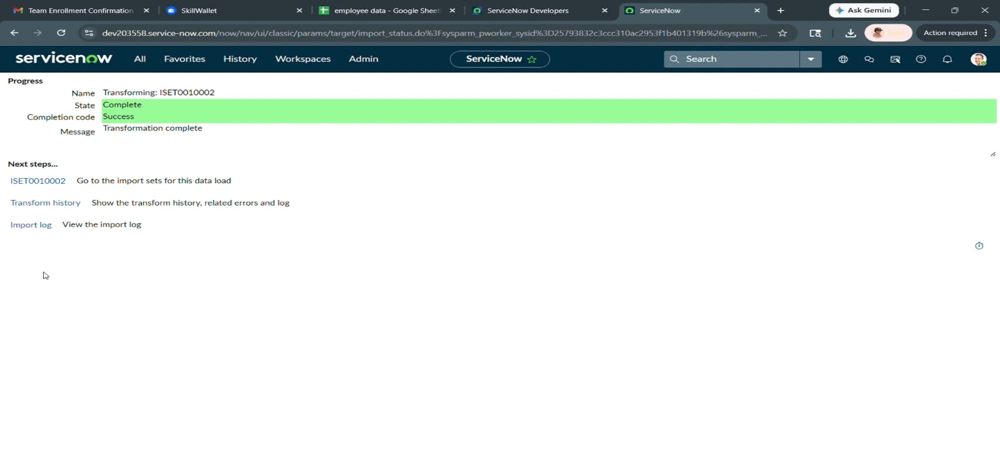 Team Enrollment Confirmation
SkillWallet
employee data - Google Sheet
ServiceNow Developers
ServiceNow
Ask Gemini
dev203558.service-now.com/now/nav/ui/classic/params/target/import_status.do%3Fsysparm_pworker_sysid%3D25793832c3ccc310ac2953f1b401319b%26sysparm_...
Error
Action required
servicenow
All
Favorites
History
Workspaces
Admin
ServiceNow
Search
Progress
Name Transforming: ISET0010002
State Complete
Completion code Success
Message Transformation complete
Next steps...
ISET0010002 Go to the import sets for this data load
Transform history Show the transform history, related errors and log
Import log View the import log